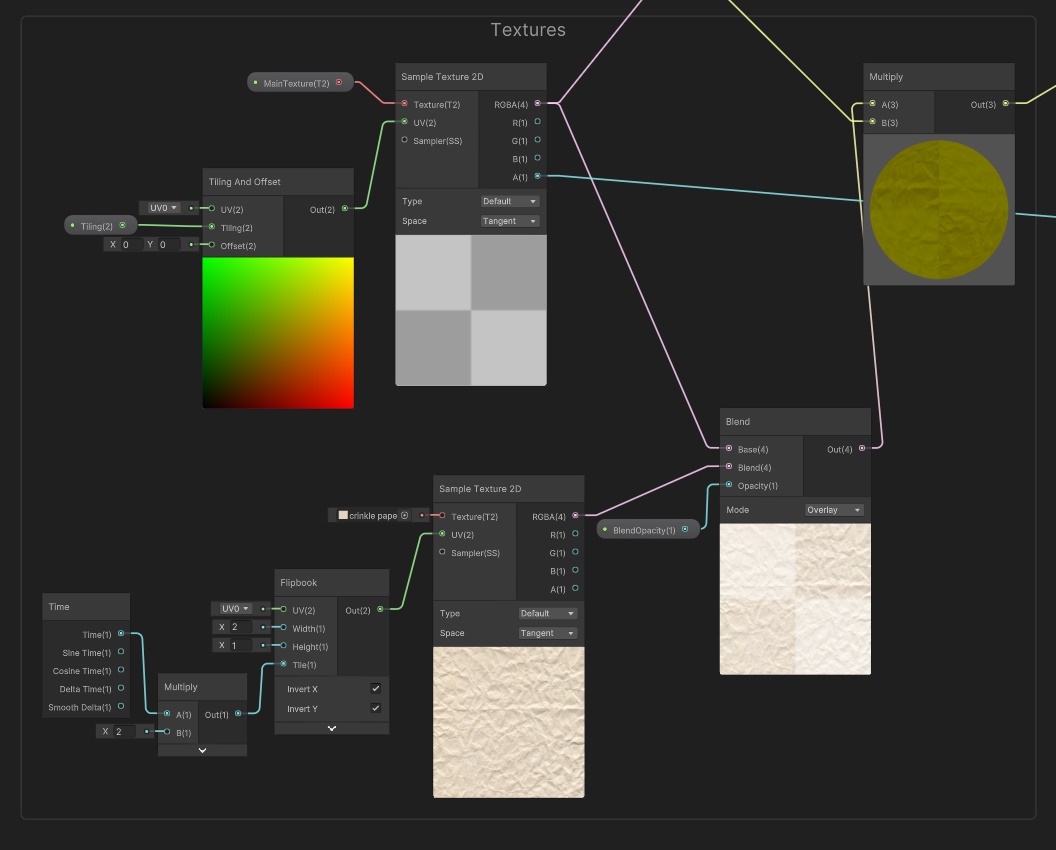 Textures
MainTexture(T2)
Sample Texture 2D
Texture(T2)
UV(2)
Sampler(SS)
RGBA(4)
R(1)
G(1)
B(1)
A(1)
Type Default
Space Tangent
Tiling And Offset
UV0
Tiling(2)
X 0 Y 0
UV(2)
Tiling(2)
Offset(2)
Out(2)
Multiply
A(3)
B(3)
Out(3)
Blend
Base(4)
Blend(4)
Opacity(1)
Out(4)
Mode Overlay
BlendOpacity(1)
Sample Texture 2D
crinkle pape
Texture(T2)
UV(2)
Sampler(SS)
RGBA(4)
R(1)
G(1)
B(1)
A(1)
Type Default
Space Tangent
Flipbook
UV0
X 2
X 1
UV(2)
Width(1)
Height(1)
Tile(1)
Out(2)
Invert X
Invert Y
Time
Time(1)
Sine Time(1)
Cosine Time(1)
Delta Time(1)
Smooth Delta(1)
Multiply
A(1)
B(1)
Out(1)
X 2